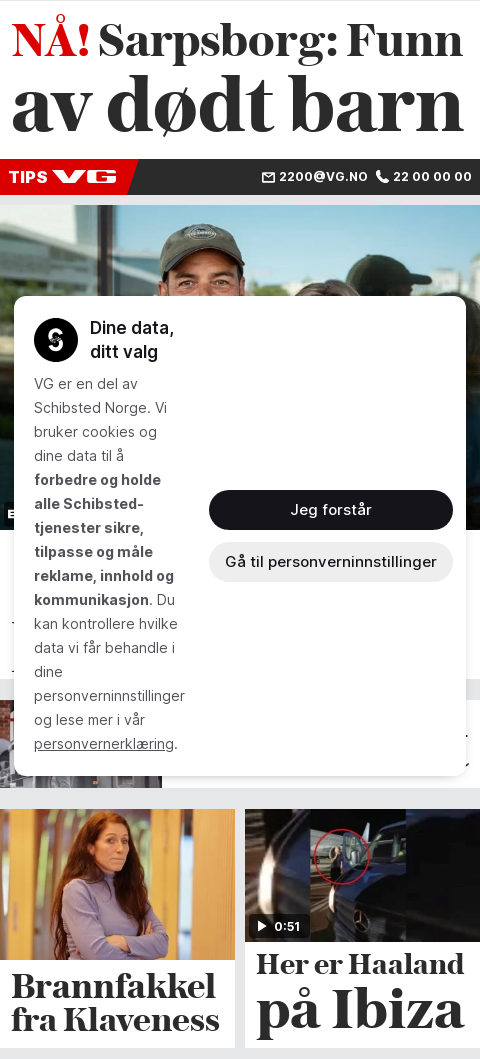 NÅ! Sarpsborg: Funn
av dødt barn
TIPS VG
2200@VG.NO
22 00 00 00
Dine data,
ditt valg
VG er en del av
Schibsted Norge. Vi
bruker cookies og
dine data til å
forbedre og holde
alle Schibsted-
tjenester sikre,
tilpasse og måle
reklame, innhold og
kommunikasjon. Du
kan kontrollere hvilke
data vi får behandle i
dine
personverninnstillinger
og lese mer i vår
personvernerklæring.
Jeg forstår
Gå til personverninnstillinger
0:51
Brannfakkel
fra Klaveness
Her er Haaland
på Ibiza